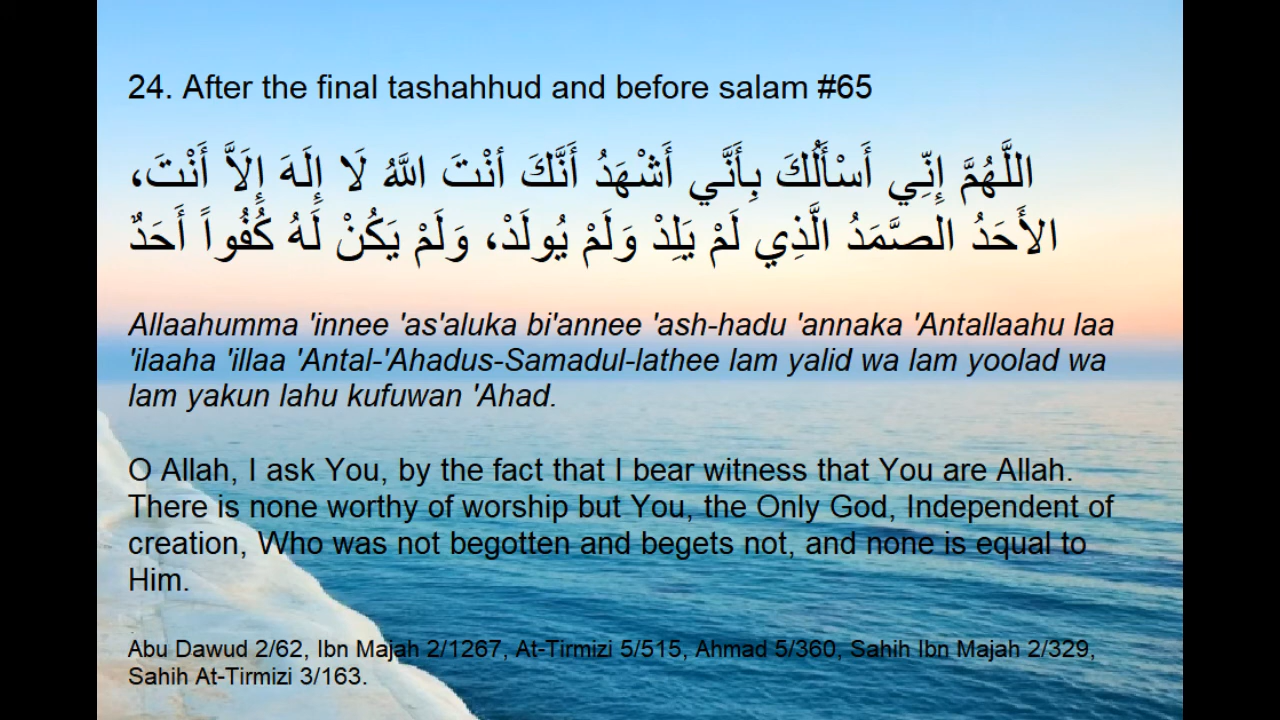 24. After the final tashahhud and before salam #65
اللَّهُمَّ إِنِّي أَسْأَلُكَ بِأَنَّي أَشْهَدُ أَنَّكَ أنْتَ اللَّهُ لَا إِلَهَ إِلاَّ أَنْتَ،
الأَحَدُ الصَّمَدُ الَّذِي لَمْ يَلِدْ وَلَمْ يُولَدْ، وَلَمْ يَكُنْ لَهُ كُفُواً أَحَدٌ
Allaahumma 'innee 'as'aluka bi'annee 'ash-hadu 'annaka 'Antallaahu laa
'ilaaha 'illaa 'Antal-'Ahadus-Samadul-lathee lam yalid wa lam yoolad wa
lam yakun lahu kufuwan 'Ahad.
O Allah, I ask You, by the fact that I bear witness that You are Allah.
There is none worthy of worship but You, the Only God, Independent of
creation, Who was not begotten and begets not, and none is equal to
Him.
Abu Dawud 2/62, Ibn Majah 2/1267, At-Tirmizi 5/515, Ahmad 5/360, Sahih Ibn Majah 2/329,
Sahih At-Tirmizi 3/163.